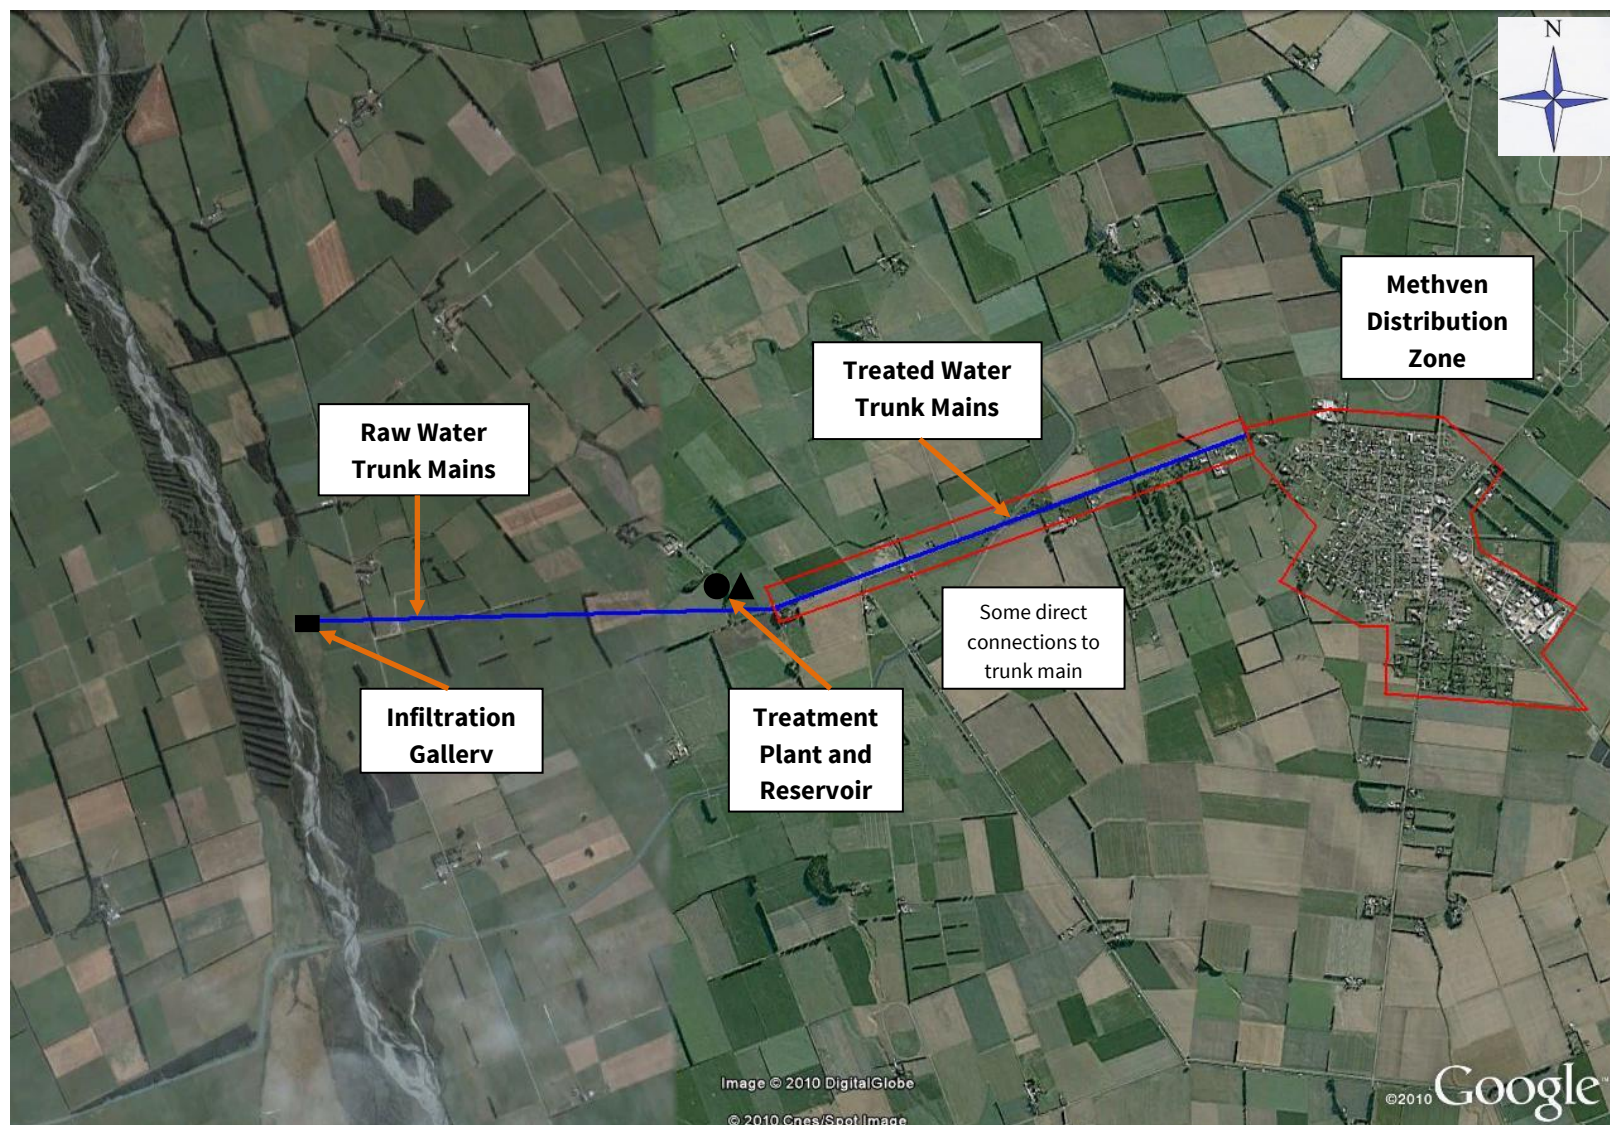 N
Methven
Distribution
Zone
Treated Water
Trunk Mains
Raw Water
Trunk Mains
Some direct
connections to
trunk main
Infiltration
Gallery
Treatment
Plant and
Reservoir
Image © 2010 DigitalGlobe
© 2010 Cnes/Spot Image
©2010 Google™